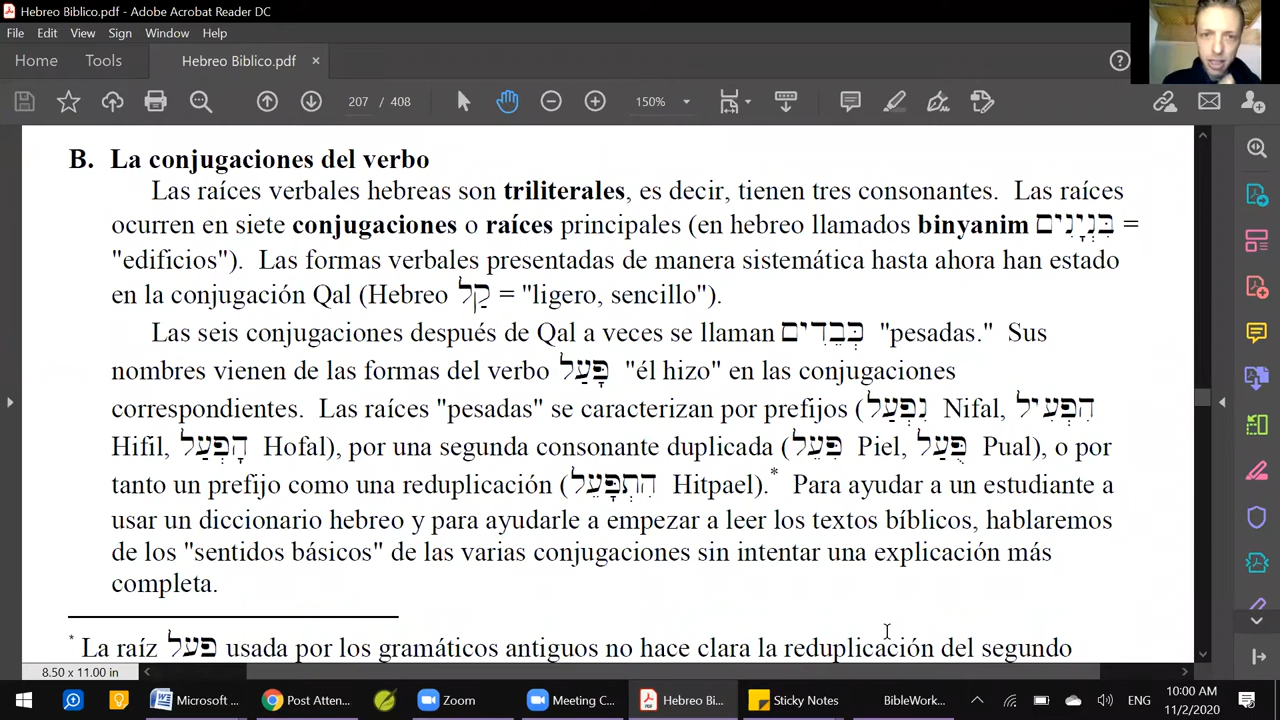 Hebreo Biblico.pdf - Adobe Acrobat Reader DC
File Edit View Sign Window Help
Home Tools Hebreo Biblico.pdf ×
207 / 408 150%
B. La conjugaciones del verbo
Las raíces verbales hebreas son triliterales, es decir, tienen tres consonantes. Las raíces
ocurren en siete conjugaciones o raíces principales (en hebreo llamados binyanim בִּנְיָנִים =
"edificios"). Las formas verbales presentadas de manera sistemática hasta ahora han estado
en la conjugación Qal (Hebreo קַל = "ligero, sencillo").
Las seis conjugaciones después de Qal a veces se llaman כְּבֵדִים "pesadas." Sus
nombres vienen de las formas del verbo פָּעַל "él hizo" en las conjugaciones
correspondientes. Las raíces "pesadas" se caracterizan por prefijos (נִפְעַל Nifal, הִפְעִיל
Hifil, הָפְעַל Hofal), por una segunda consonante duplicada (פִּעֵל Piel, פֻּעַל Pual), o por
tanto un prefijo como una reduplicación (הִתְפָּעֵל Hitpael).* Para ayudar a un estudiante a
usar un diccionario hebreo y para ayudarle a empezar a leer los textos bíblicos, hablaremos
de los "sentidos básicos" de las varias conjugaciones sin intentar una explicación más
completa.
* La raíz פעל usada por los gramáticos antiguos no hace clara la reduplicación del segundo
8.50 x 11.00 in
Microsoft ... Post Atten... Zoom Meeting C... Hebreo Bi... Sticky Notes BibleWork... ENG 10:00 AM
11/2/2020